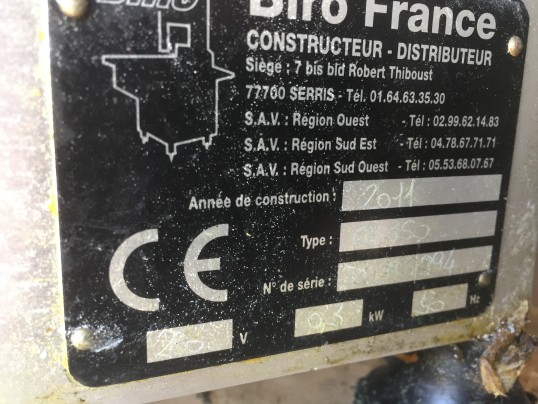 Biro
Biro France
CONSTRUCTEUR - DISTRIBUTEUR
Siège : 7 bis bld Robert Thiboust
77700 SERRIS - Tél. 01.64.63.35.30
S.A.V. : Région Ouest - Tél : 02.99.62.14.83
S.A.V. : Région Sud Est - Tél : 04.78.67.71.71
S.A.V. : Région Sud Ouest - Tél : 05.53.68.07.67
Année de construction : 2011
Type :
N° de série :
CE
V kW 50 Hz